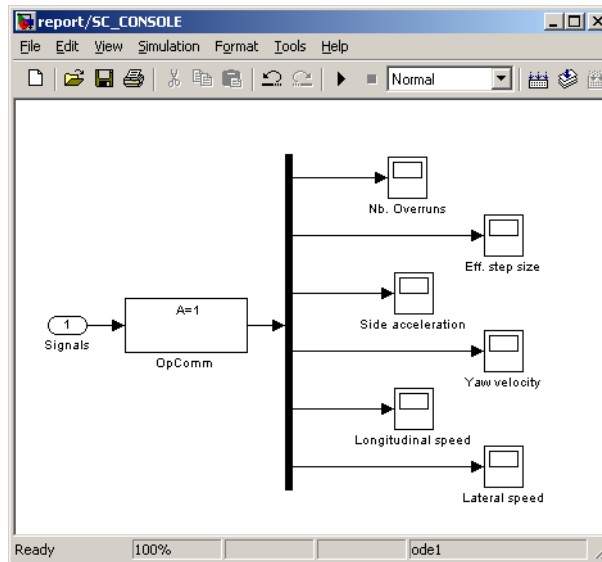 report/SC_CONSOLE
File Edit View Simulation Format Tools Help
Normal
Nb. Overruns
Eff. step size
A=1
Side acceleration
1
Signals
OpComm
Yaw velocity
Longitudinal speed
Lateral speed
Ready 100% ode1